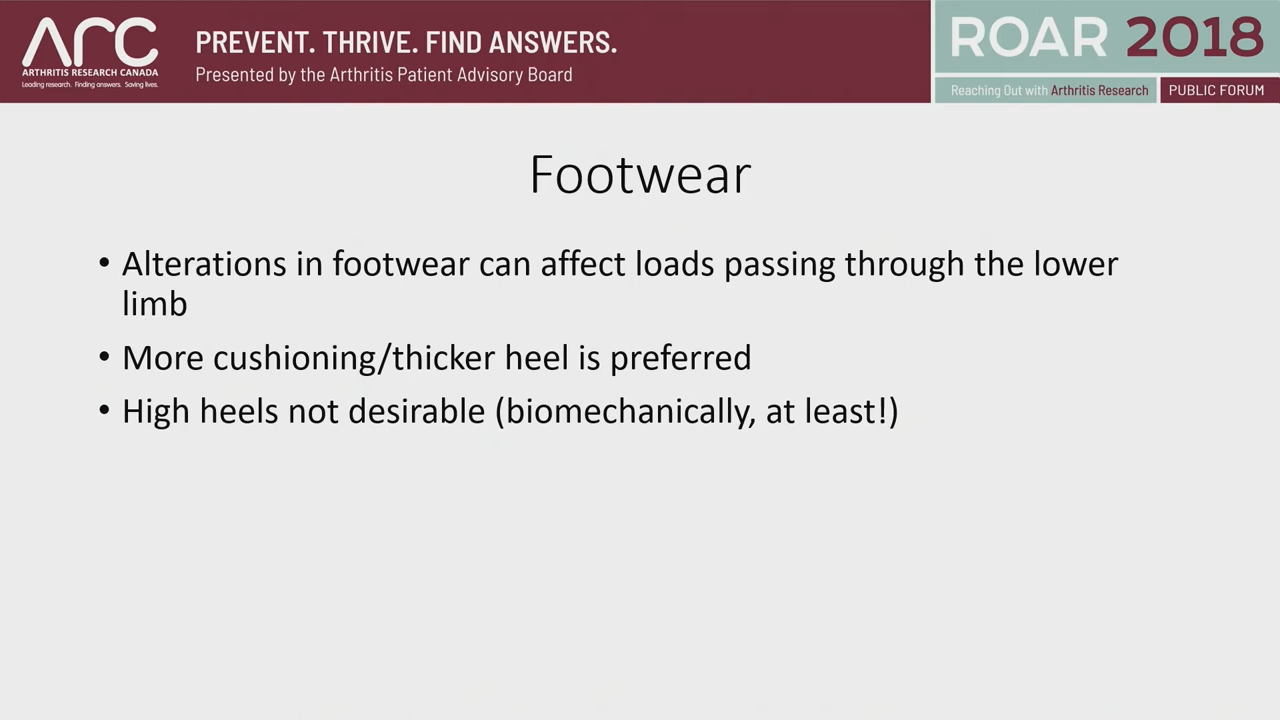 ARC
ARTHRITIS RESEARCH CANADA
Leading research. Finding answers. Saving lives.
PREVENT. THRIVE. FIND ANSWERS.
Presented by the Arthritis Patient Advisory Board
ROAR 2018
Reaching Out with Arthritis Research
PUBLIC FORUM
Footwear
• Alterations in footwear can affect loads passing through the lower
limb
• More cushioning/thicker heel is preferred
• High heels not desirable (biomechanically, at least!)